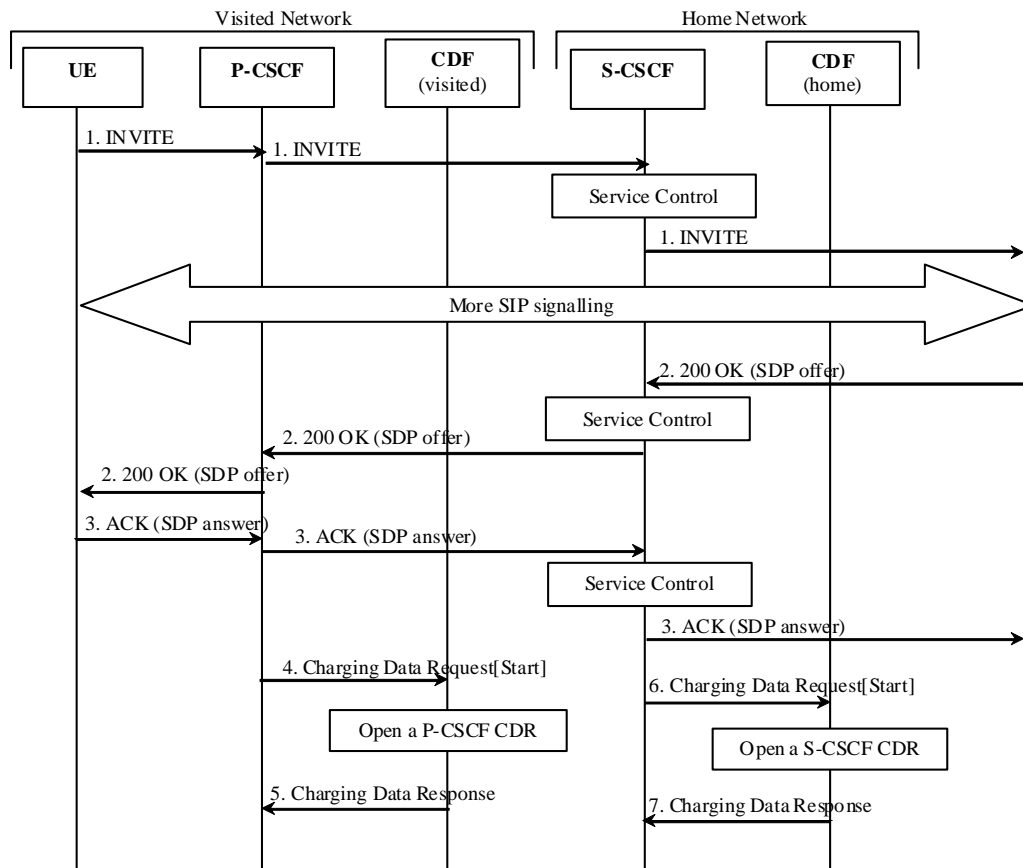 Visited Network
Home Network
UE
P-CSCF
CDF
(visited)
S-CSCF
CDF
(home)
1. INVITE
1. INVITE
Service Control
1. INVITE
More SIP signalling
2. 200 OK (SDP offer)
Service Control
2. 200 OK (SDP offer)
2. 200 OK (SDP offer)
3. ACK (SDP answer)
3. ACK (SDP answer)
Service Control
3. ACK (SDP answer)
4. Charging Data Request[Start]
6. Charging Data Request[Start]
Open a P-CSCF CDR
Open a S-CSCF CDR
5. Charging Data Response
7. Charging Data Response